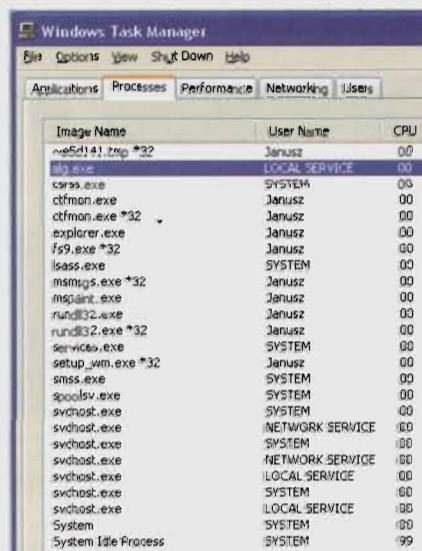 Windows Task Manager
File Options View Shut Down Help
Applications Processes Performance Networking Users
Image Name User Name CPU
~e5d141.tmp *32 Janusz 00
alg.exe LOCAL SERVICE 00
csrss.exe SYSTEM 00
ctfmon.exe Janusz 00
ctfmon.exe *32 Janusz 00
explorer.exe Janusz 00
fs9.exe *32 Janusz 00
lsass.exe SYSTEM 00
msmsgs.exe *32 Janusz 00
mspaint.exe Janusz 00
rundll32.exe Janusz 00
rundll32.exe *32 Janusz 00
services.exe SYSTEM 00
setup_wm.exe *32 Janusz 00
smss.exe SYSTEM 00
spoolsv.exe SYSTEM 00
svchost.exe SYSTEM 00
svchost.exe NETWORK SERVICE 00
svchost.exe SYSTEM 00
svchost.exe NETWORK SERVICE 00
svchost.exe LOCAL SERVICE 00
svchost.exe SYSTEM 00
svchost.exe LOCAL SERVICE 00
System SYSTEM 00
System Idle Process SYSTEM 99